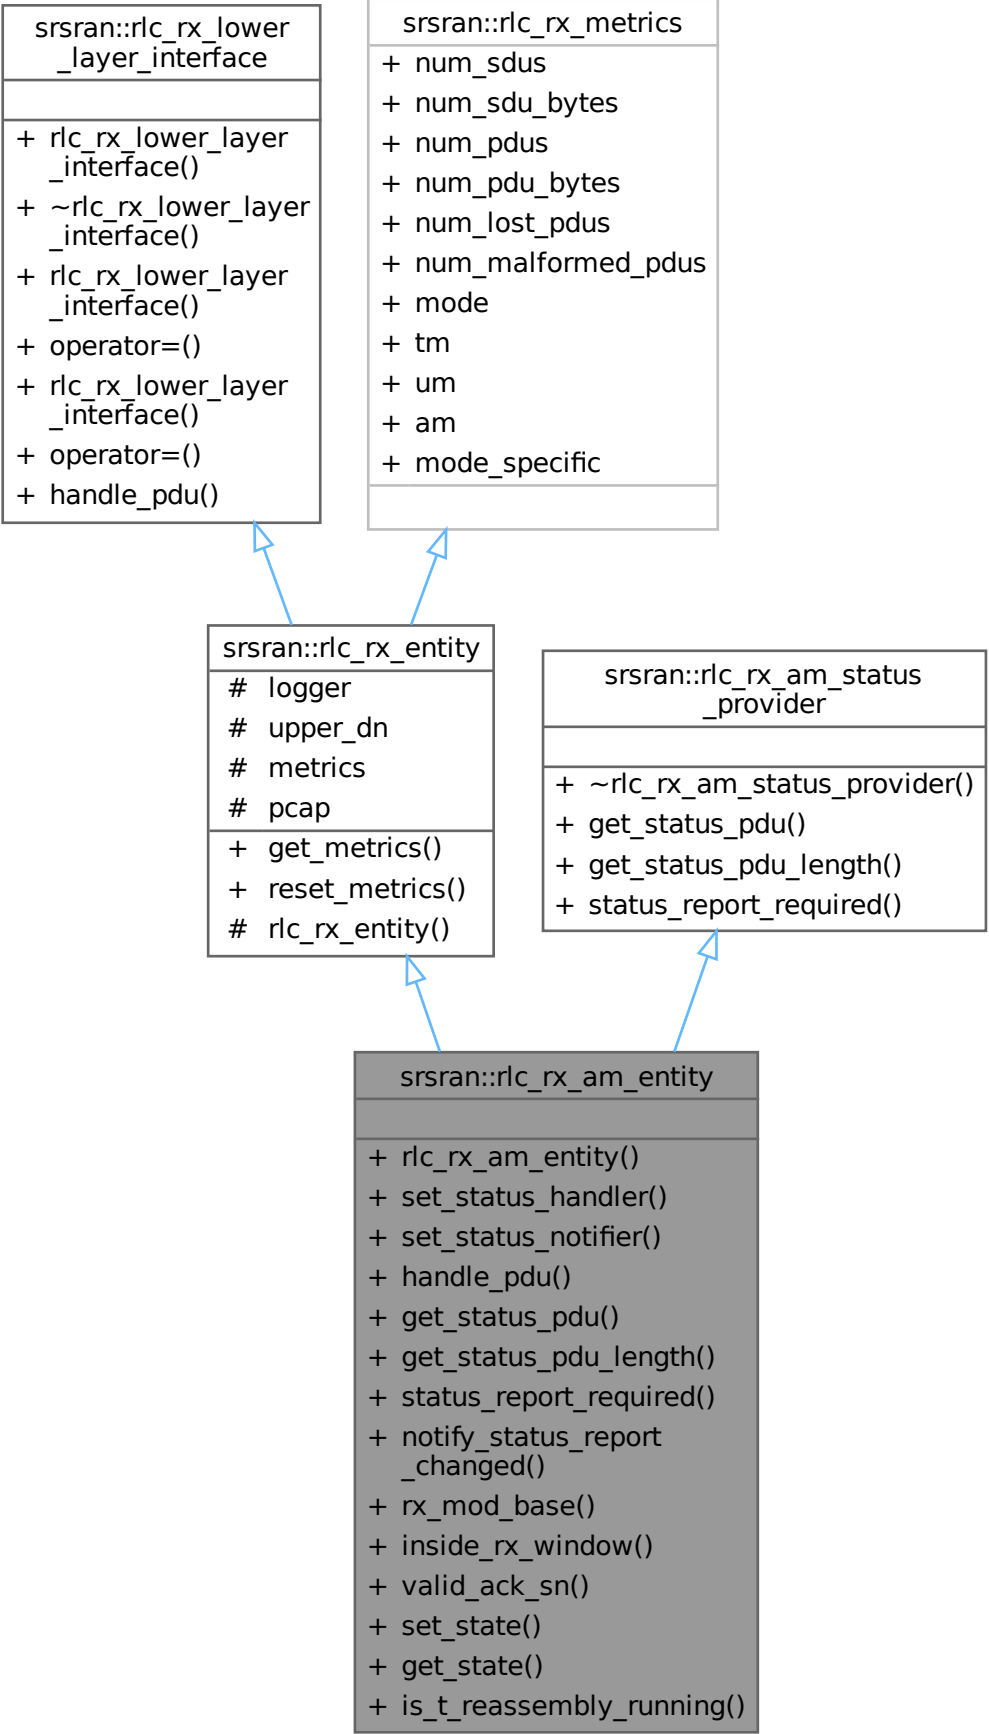 srsran::rlc_rx_lower
_layer_interface
+ rlc_rx_lower_layer
_interface()
+ ~rlc_rx_lower_layer
_interface()
+ rlc_rx_lower_layer
_interface()
+ operator=()
+ rlc_rx_lower_layer
_interface()
+ operator=()
+ handle_pdu()
srsran::rlc_rx_metrics
+ num_sdus
+ num_sdu_bytes
+ num_pdus
+ num_pdu_bytes
+ num_lost_pdus
+ num_malformed_pdus
+ mode
+ tm
+ um
+ am
+ mode_specific
srsran::rlc_rx_entity
# logger
# upper_dn
# metrics
# pcap
+ get_metrics()
+ reset_metrics()
# rlc_rx_entity()
srsran::rlc_rx_am_status
_provider
+ ~rlc_rx_am_status_provider()
+ get_status_pdu()
+ get_status_pdu_length()
+ status_report_required()
srsran::rlc_rx_am_entity
+ rlc_rx_am_entity()
+ set_status_handler()
+ set_status_notifier()
+ handle_pdu()
+ get_status_pdu()
+ get_status_pdu_length()
+ status_report_required()
+ notify_status_report
_changed()
+ rx_mod_base()
+ inside_rx_window()
+ valid_ack_sn()
+ set_state()
+ get_state()
+ is_t_reassembly_running()